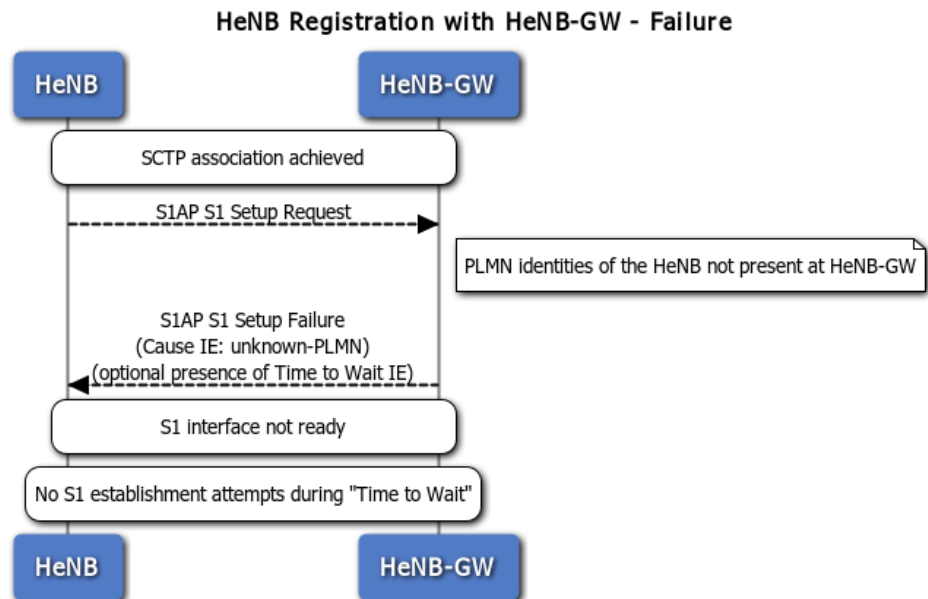 HeNB Registration with HeNB-GW - Failure
HeNB
HeNB-GW
SCTP association achieved
S1AP S1 Setup Request
PLMN identities of the HeNB not present at HeNB-GW
S1AP S1 Setup Failure
(Cause IE: unknown-PLMN)
(optional presence of Time to Wait IE)
S1 interface not ready
No S1 establishment attempts during "Time to Wait"
HeNB
HeNB-GW